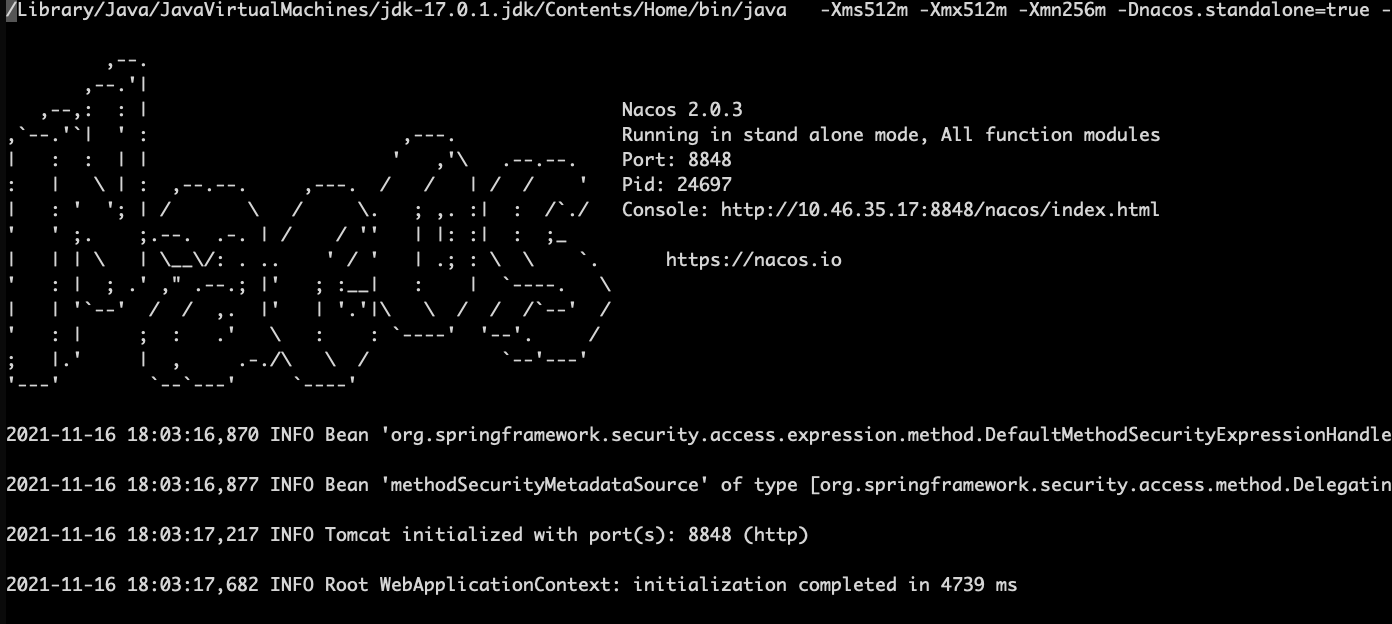 /Library/Java/JavaVirtualMachines/jdk-17.0.1.jdk/Contents/Home/bin/java   -Xms512m -Xmx512m -Xmn256m -Dnacos.standalone=true -
Nacos
Nacos 2.0.3
Running in stand alone mode, All function modules
Port: 8848
Pid: 24697
Console: http://10.46.35.17:8848/nacos/index.html
https://nacos.io
2021-11-16 18:03:16,870 INFO Bean 'org.springframework.security.access.expression.method.DefaultMethodSecurityExpressionHandle
2021-11-16 18:03:16,877 INFO Bean 'methodSecurityMetadataSource' of type [org.springframework.security.access.method.Delegatin
2021-11-16 18:03:17,217 INFO Tomcat initialized with port(s): 8848 (http)
2021-11-16 18:03:17,682 INFO Root WebApplicationContext: initialization completed in 4739 ms